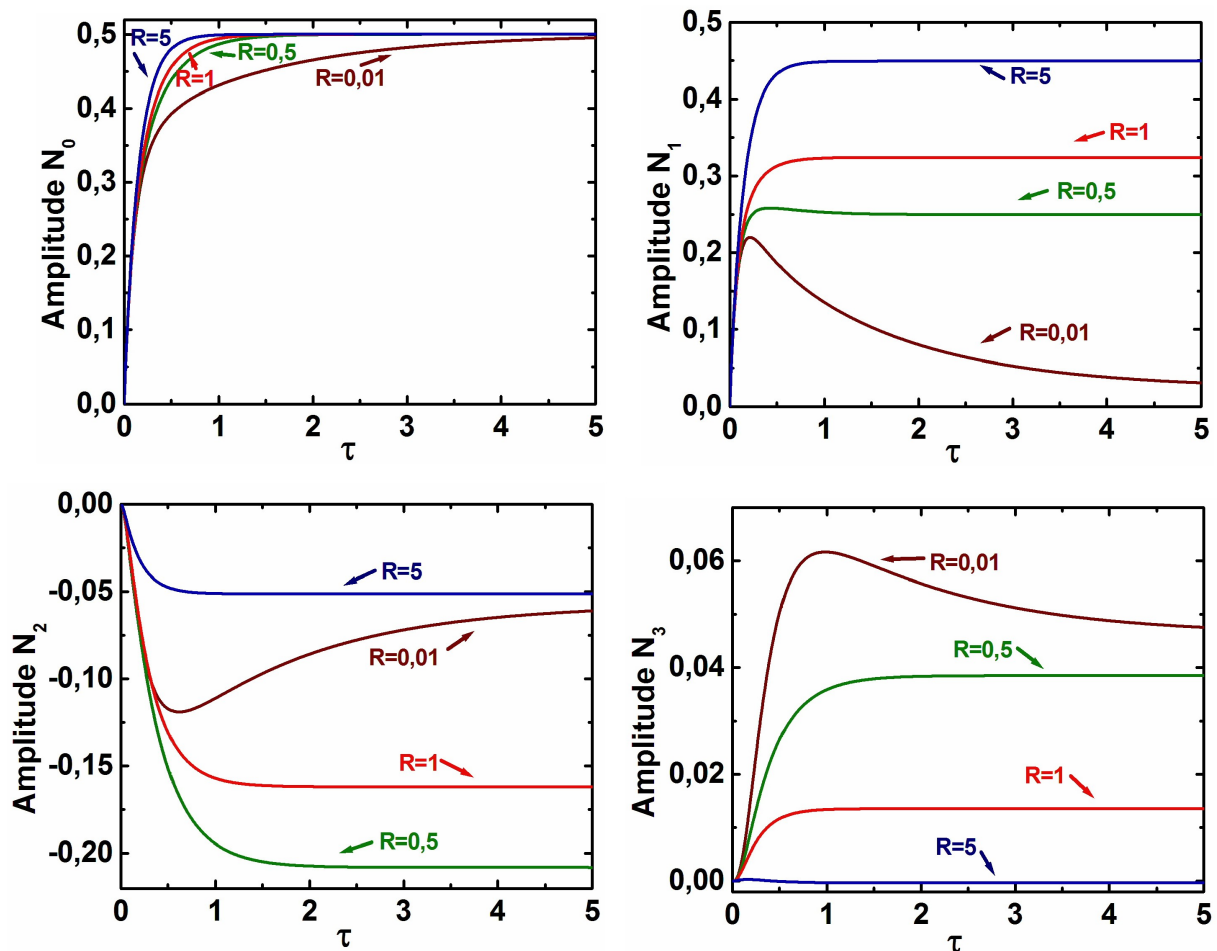 0,5
0,4
0,3
0,2
0,1
0,0
Amplitude N0
R=5
R=1
R=0,5
R=0,01
0 1 2 3 4 5
τ
0,5
0,4
0,3
0,2
0,1
0,0
Amplitude N1
R=5
R=1
R=0,5
R=0,01
0 1 2 3 4 5
τ
0,00
-0,05
-0,10
-0,15
-0,20
Amplitude N2
R=5
R=0,01
R=1
R=0,5
0 1 2 3 4 5
τ
0,06
0,04
0,02
0,00
Amplitude N3
R=0,01
R=0,5
R=1
R=5
0 1 2 3 4 5
τ